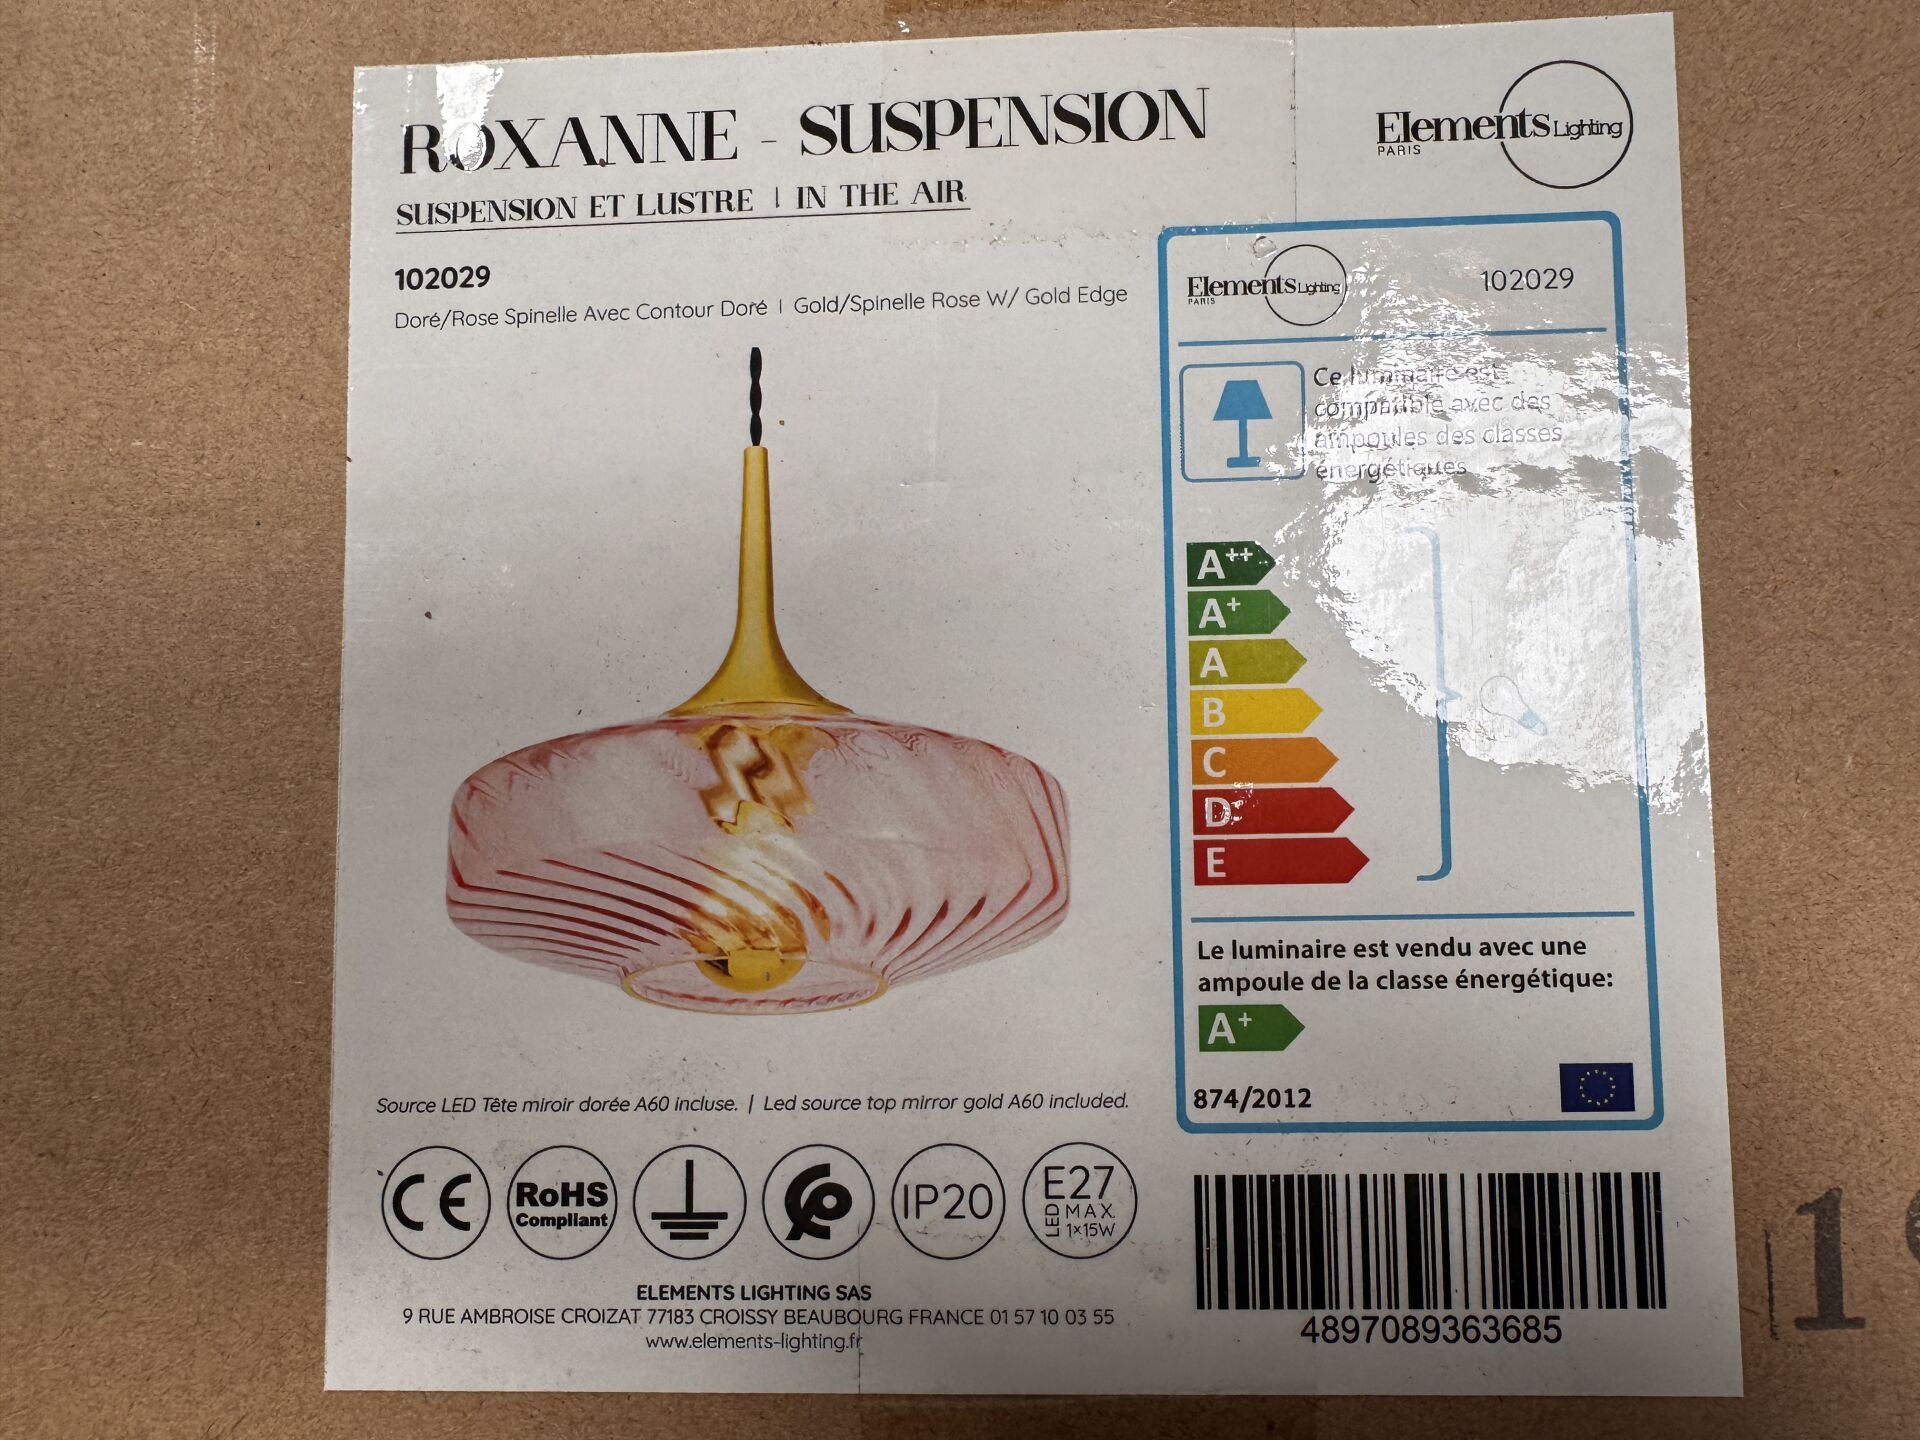 ROXANNE - SUSPENSION
SUSPENSION ET LUSTRE | IN THE AIR
102029
Doré/Rose Spinelle Avec Contour Doré | Gold/Spinelle Rose W/ Gold Edge
Source LED Tête miroir dorée A60 incluse. | Led source top mirror gold A60 included.
CE
RoHS
Compliant
IP20
E27
LED
MAX.
1x15W
ELEMENTS LIGHTING SAS
9 RUE AMBROISE CROIZAT 77183 CROISSY BEAUBOURG FRANCE 01 57 10 03 55
www.elements-lighting.fr
Elements Lighting
PARIS
Elements Lighting
PARIS
102029
Ce luminaire est
compatible avec des
ampoules des classes
énergétiques
A++
A+
A
B
C
D
E
Le luminaire est vendu avec une
ampoule de la classe énergétique:
A+
874/2012
4897089363685
1